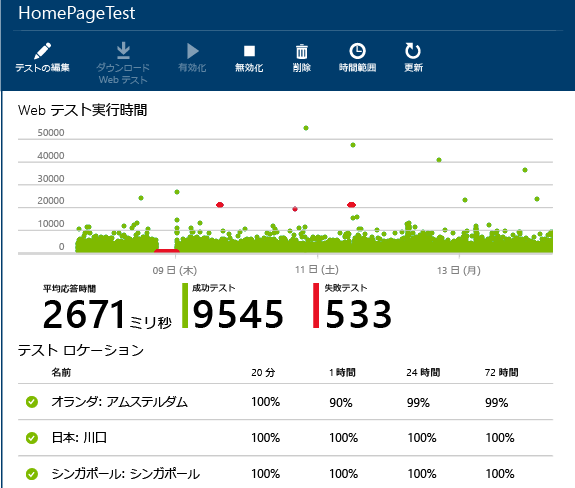 HomePageTest
テストの編集 ダウンロード 有効化 無効化 削除 時間範囲 更新
Web テスト
Web テスト実行時間
50000
40000
30000
20000
10000
0
09 日 (木) 11 日 (土) 13 日 (月)
平均応答時間 成功テスト 失敗テスト
2671 ミリ秒 9545 533
テスト ロケーション
名前 20 分 1 時間 24 時間 72 時間
オランダ: アムステルダム 100% 90% 99% 99%
日本: 川口 100% 100% 100% 100%
シンガポール: シンガポール 100% 100% 100% 100%